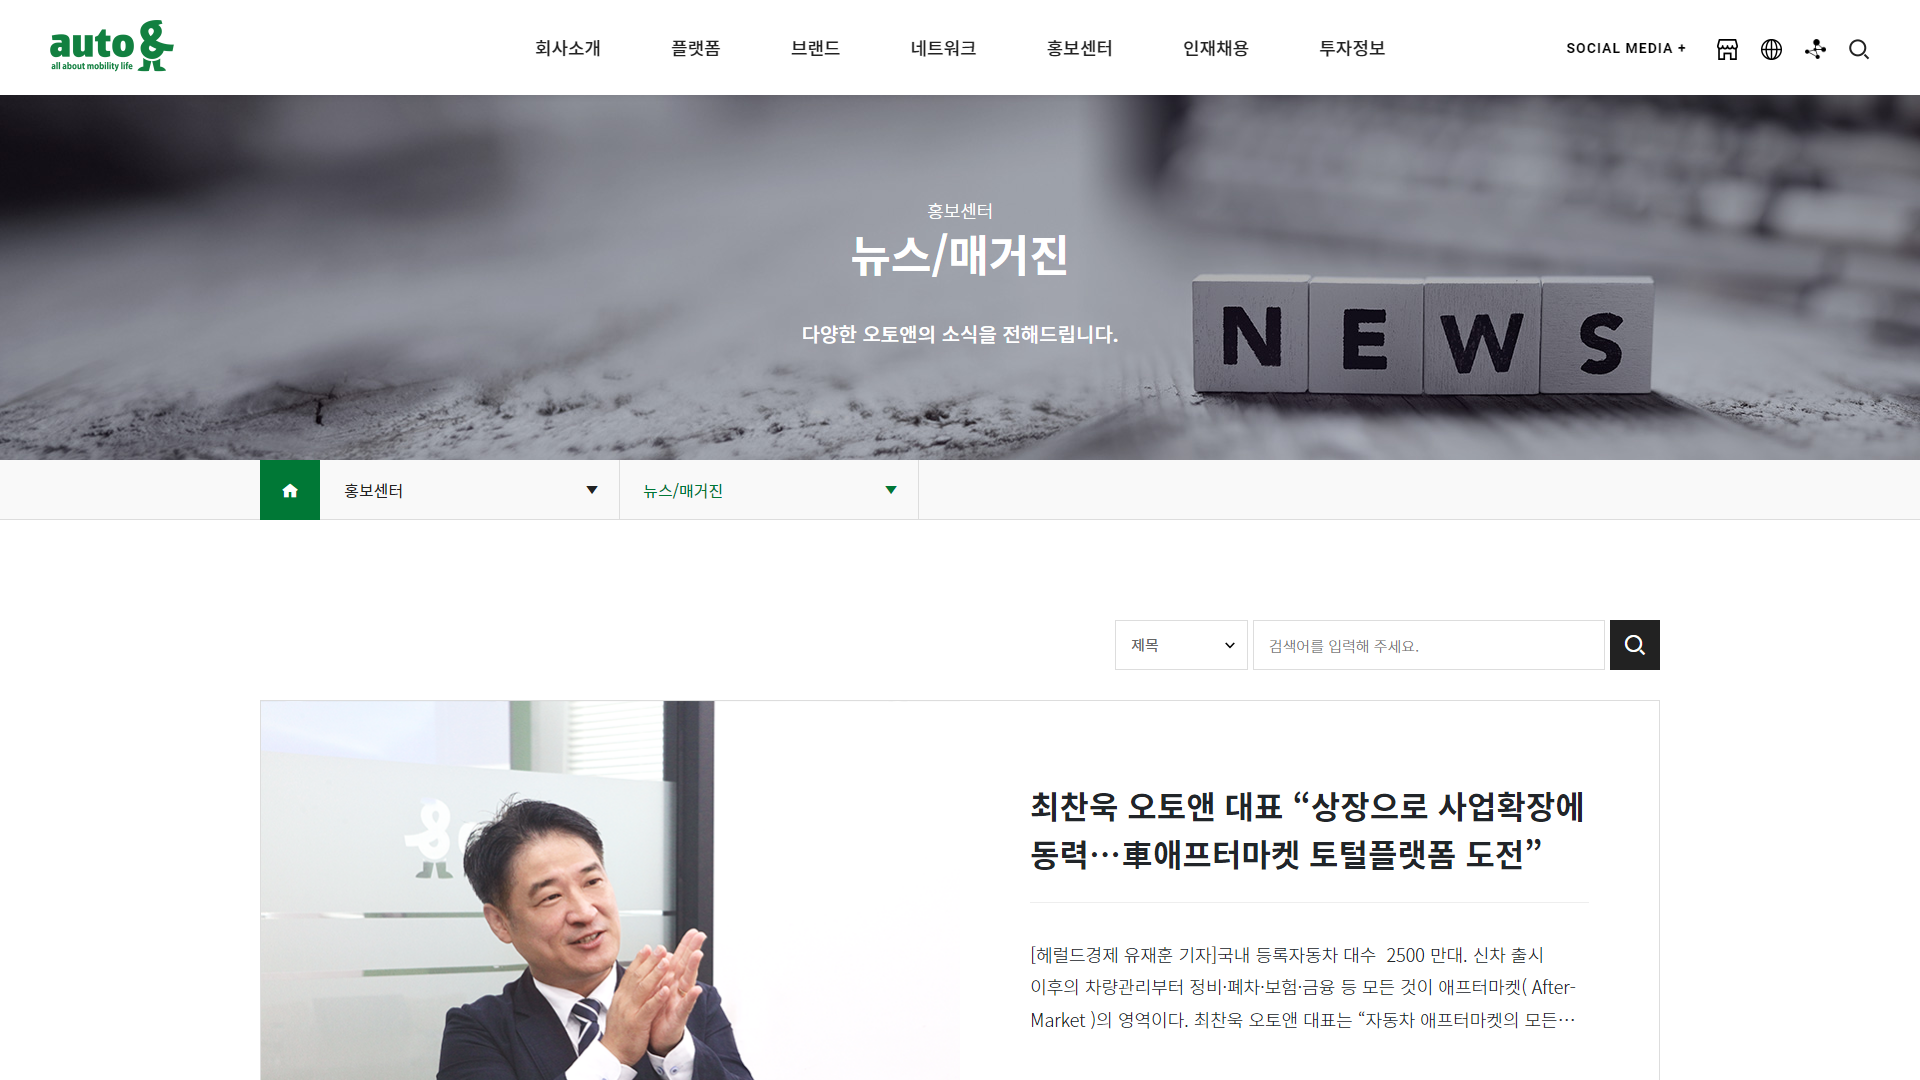 auto &
all about mobility life
회사소개
플랫폼
브랜드
네트워크
홍보센터
인재채용
투자정보
SOCIAL MEDIA +
홍보센터
뉴스/매거진
다양한 오토앤의 소식을 전해드립니다.
NEWS
홍보센터
뉴스/매거진
제목
검색어를 입력해 주세요.
최찬욱 오토앤 대표 “상장으로 사업확장에
동력…車애프터마켓 토털플랫폼 도전”
[헤럴드경제 유재훈 기자]국내 등록자동차 대수  2500 만대. 신차 출시
이후의 차량관리부터 정비·폐차·보험·금융 등 모든 것이 애프터마켓( After-
Market )의 영역이다. 최찬욱 오토앤 대표는 “자동차 애프터마켓의 모든…